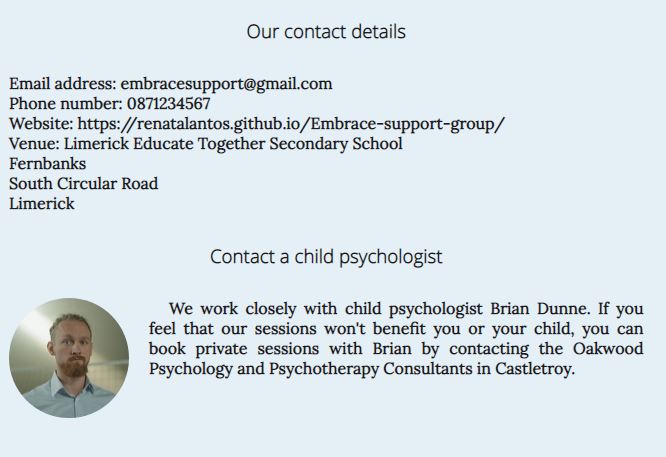 Our contact details
Email address: embracesupport@gmail.com
Phone number: 0871234567
Website: https://renatalantos.github.io/Embrace-support-group/
Venue: Limerick Educate Together Secondary School
Fernbanks
South Circular Road
Limerick
Contact a child psychologist
We work closely with child psychologist Brian Dunne. If you
feel that our sessions won't benefit you or your child, you can
book private sessions with Brian by contacting the Oakwood
Psychology and Psychotherapy Consultants in Castletroy.